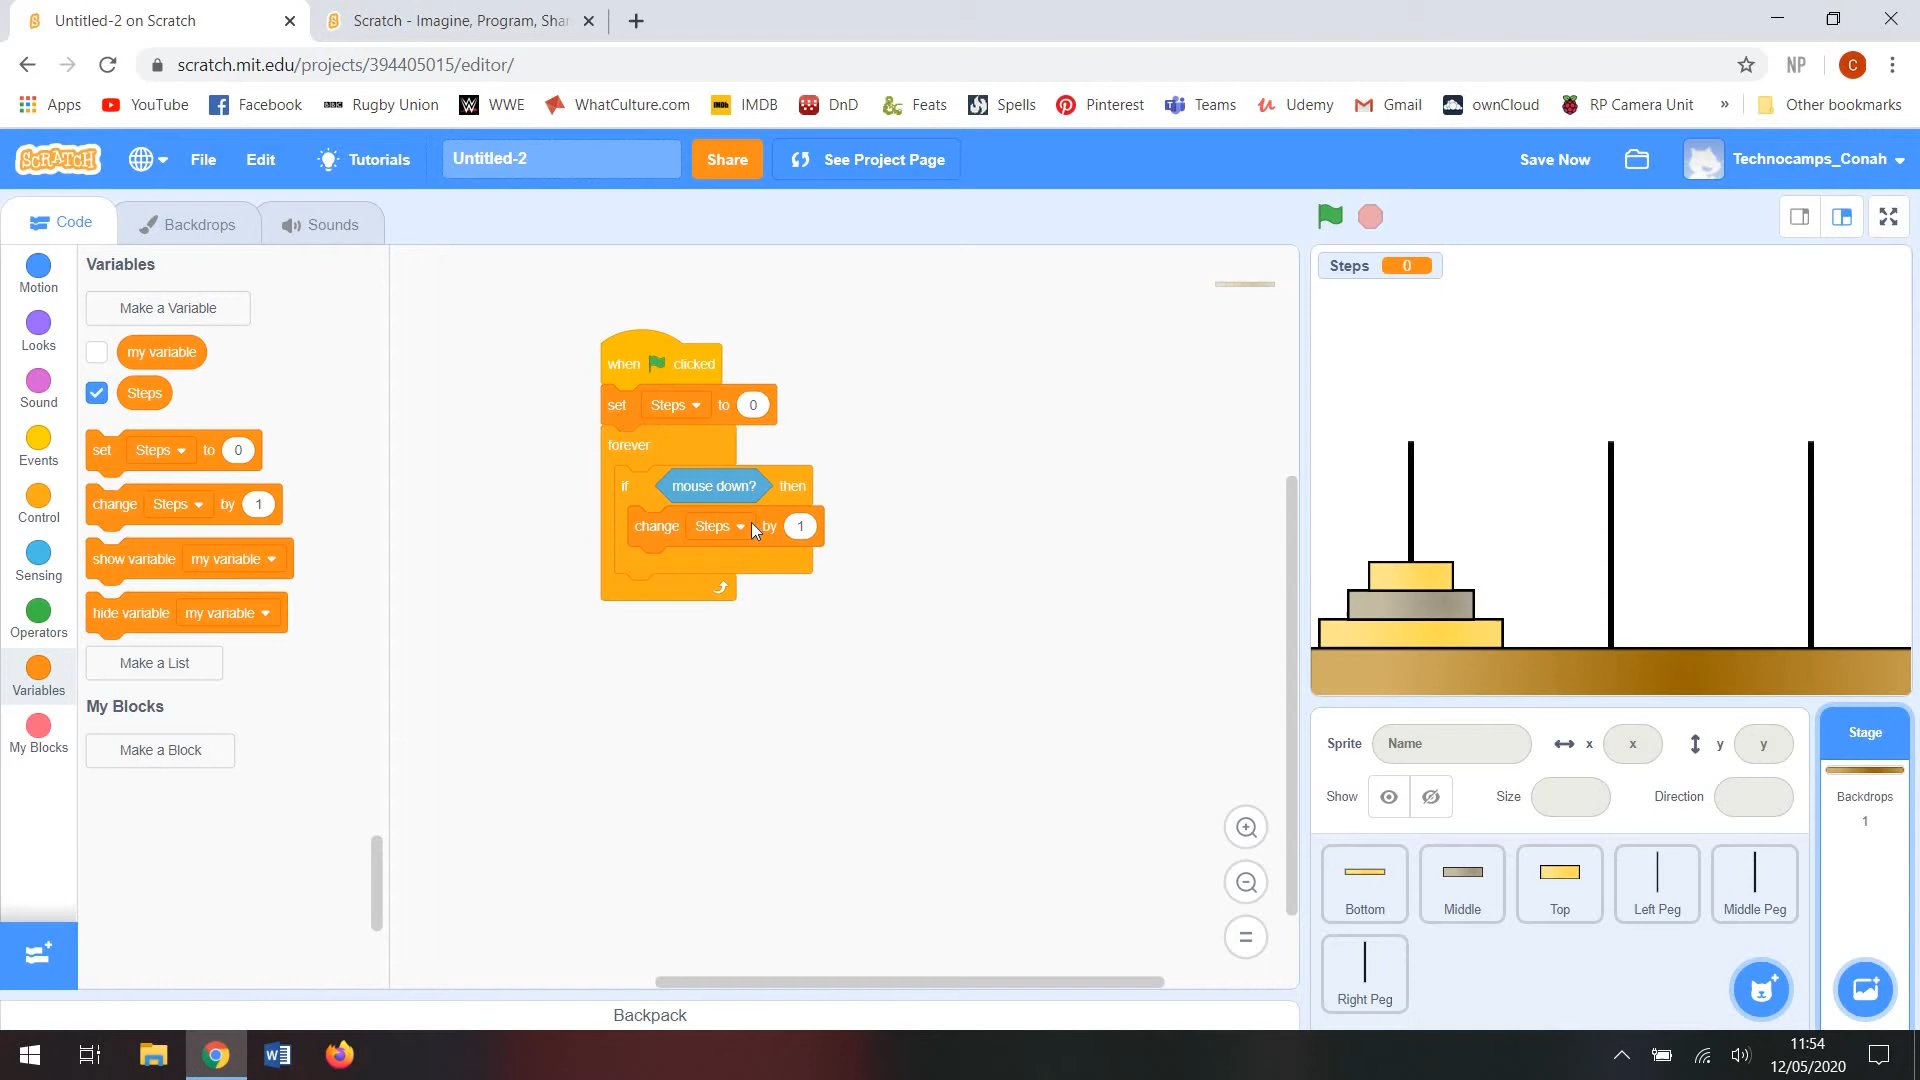 Untitled-2 on Scratch
Scratch - Imagine, Program, Shar
scratch.mit.edu/projects/394405015/editor/
NP
C
Apps
YouTube
Facebook
BBC
Rugby Union
WWE
WhatCulture.com
IMDB
DnD
Feats
Spells
Pinterest
Teams
Udemy
Gmail
ownCloud
RP Camera Unit
»
Other bookmarks
SCRATCH
File
Edit
Tutorials
Untitled-2
Share
See Project Page
Save Now
Technocamps_Conah
Code
Backdrops
Sounds
Motion
Looks
Sound
Events
Control
Sensing
Operators
Variables
My Blocks
Variables
Make a Variable
my variable
Steps
set Steps to 0
change Steps by 1
show variable my variable
hide variable my variable
Make a List
My Blocks
Make a Block
when clicked
set Steps to 0
forever
if mouse down? then
change Steps by 1
Backpack
Steps 0
Sprite Name x x y y
Show Size Direction
Stage
Backdrops
1
Bottom
Middle
Top
Left Peg
Middle Peg
Right Peg
11:54
12/05/2020